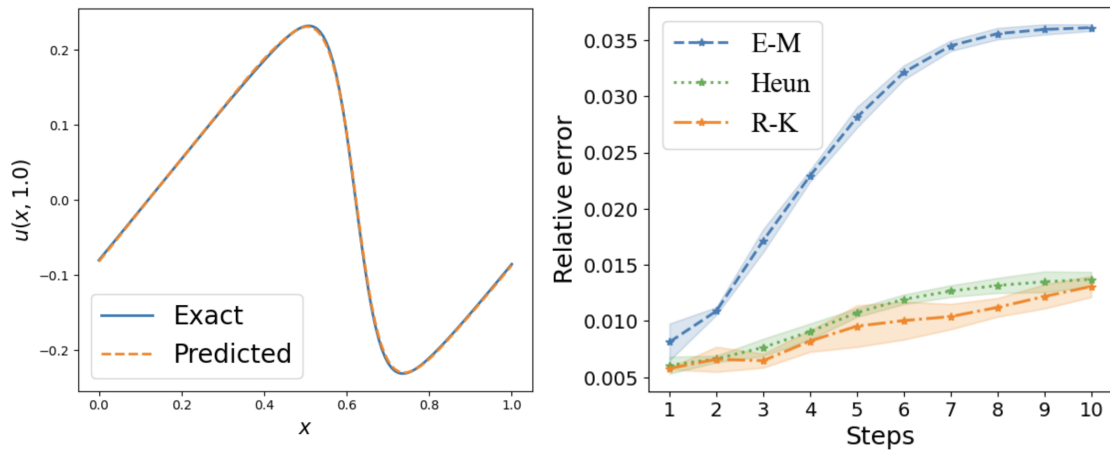 0.2
0.1
0.0
−0.1
−0.2
u(x, 1.0)
Exact
Predicted
0.0 0.2 0.4 0.6 0.8 1.0
x
0.035
0.030
0.025
0.020
0.015
0.010
0.005
Relative error
E-M
Heun
R-K
1 2 3 4 5 6 7 8 9 10
Steps